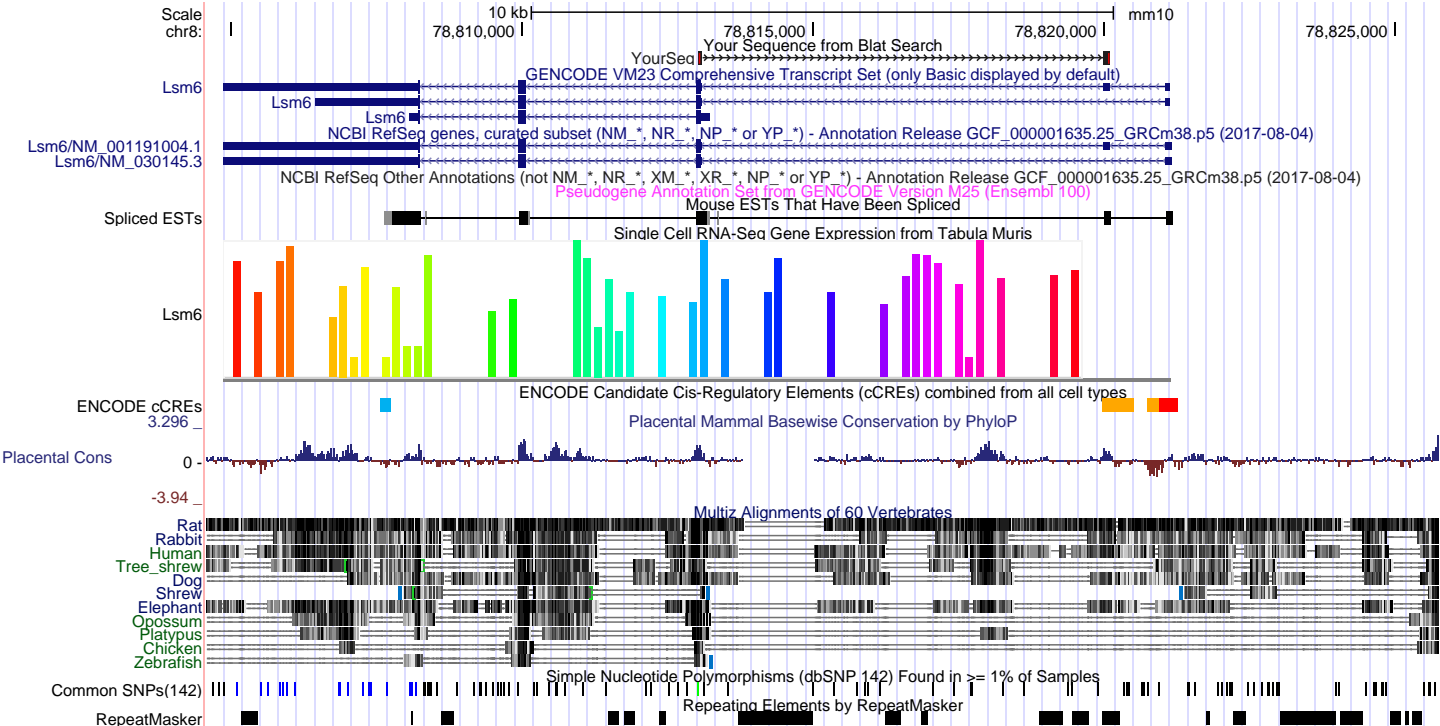 Scale 10 kb mm10
chr8: 78,810,000 78,815,000 78,820,000 78,825,000
Your Sequence from Blat Search
YourSeq
GENCODE VM23 Comprehensive Transcript Set (only Basic displayed by default)
Lsm6
Lsm6
Lsm6
NCBI RefSeq genes, curated subset (NM_*, NR_*, NP_* or YP_*) - Annotation Release GCF_000001635.25_GRCm38.p5 (2017-08-04)
Lsm6/NM_001191004.1
Lsm6/NM_030145.3
NCBI RefSeq Other Annotations (not NM_*, NR_*, XM_*, XR_*, NP_* or YP_*) - Annotation Release GCF_000001635.25_GRCm38.p5 (2017-08-04)
Pseudogene Annotation Set from GENCODE Version M25 (Ensembl 100)
Mouse ESTs That Have Been Spliced
Spliced ESTs
Single Cell RNA-Seq Gene Expression from Tabula Muris
Lsm6
ENCODE Candidate Cis-Regulatory Elements (cCREs) combined from all cell types
ENCODE cCREs
3.296 _
Placental Mammal Basewise Conservation by PhyloP
Placental Cons
0 -
-3.94 _
Multiz Alignments of 60 Vertebrates
Rat
Rabbit
Human
Tree_shrew
Dog
Shrew
Elephant
Opossum
Platypus
Chicken
Zebrafish
Simple Nucleotide Polymorphisms (dbSNP 142) Found in >= 1% of Samples
Common SNPs(142)
Repeating Elements by RepeatMasker
RepeatMasker